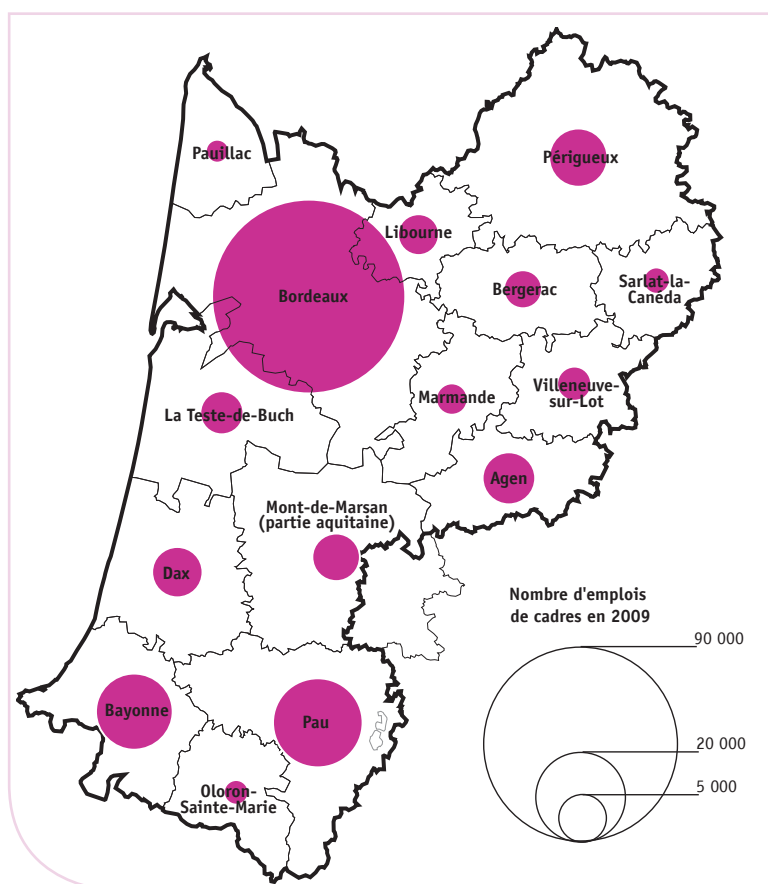 Pauillac
Périgueux
Libourne
Bordeaux
Bergerac
Sarlat-la-
Canéda
La Teste-de-Buch
Marmande
Villeneuve-
sur-Lot
Agen
Mont-de-Marsan
(partie aquitaine)
Dax
Nombre d'emplois
de cadres en 2009
90 000
20 000
5 000
Bayonne
Pau
Oloron-
Sainte-Marie